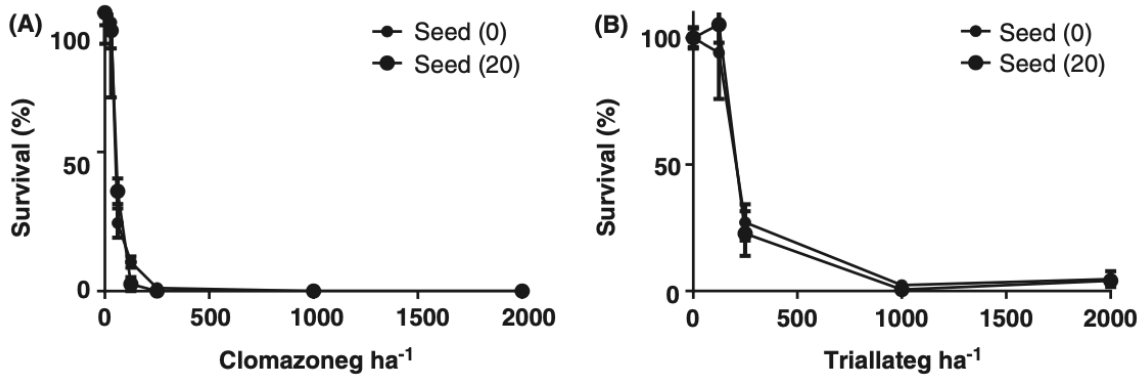 (A)
100
50
0
Survival (%)
Seed (0)
Seed (20)
0 500 1000 1500 2000
Clomazoneg ha⁻¹
(B)
100
50
0
Survival (%)
Seed (0)
Seed (20)
0 500 1000 1500 2000
Triallateg ha⁻¹